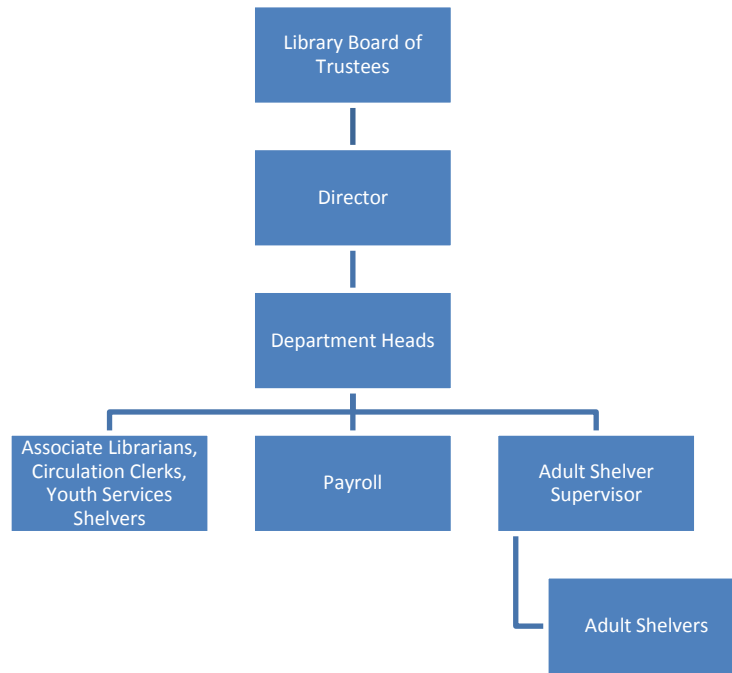 Library Board of
Trustees
Director
Department Heads
Associate Librarians,
Circulation Clerks,
Youth Services
Shelvers
Payroll
Adult Shelver
Supervisor
Adult Shelvers